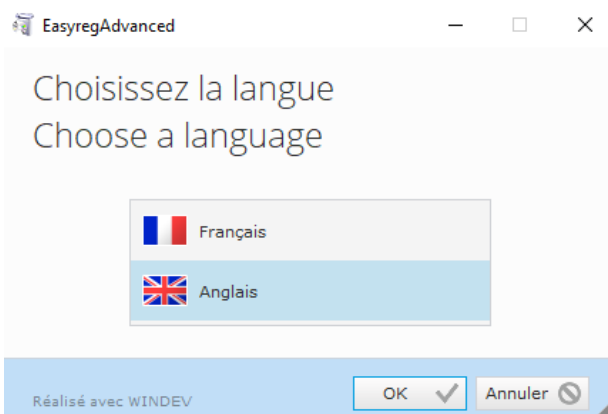 EasyregAdvanced
Choisissez la langue
Choose a language
Français
Anglais
Réalisé avec WINDEV
OK
Annuler